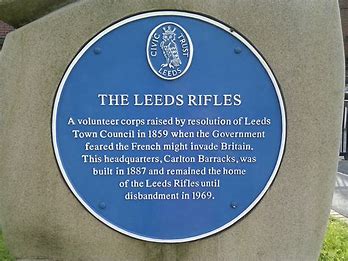 CIVIC
TRUST
LEEDS
THE LEEDS RIFLES
A volunteer corps raised by resolution of Leeds
Town Council in 1859 when the Government
feared the French might invade Britain.
This headquarters, Carlton Barracks, was
built in 1887 and remained the home
of the Leeds Rifles until
disbandment in 1969.